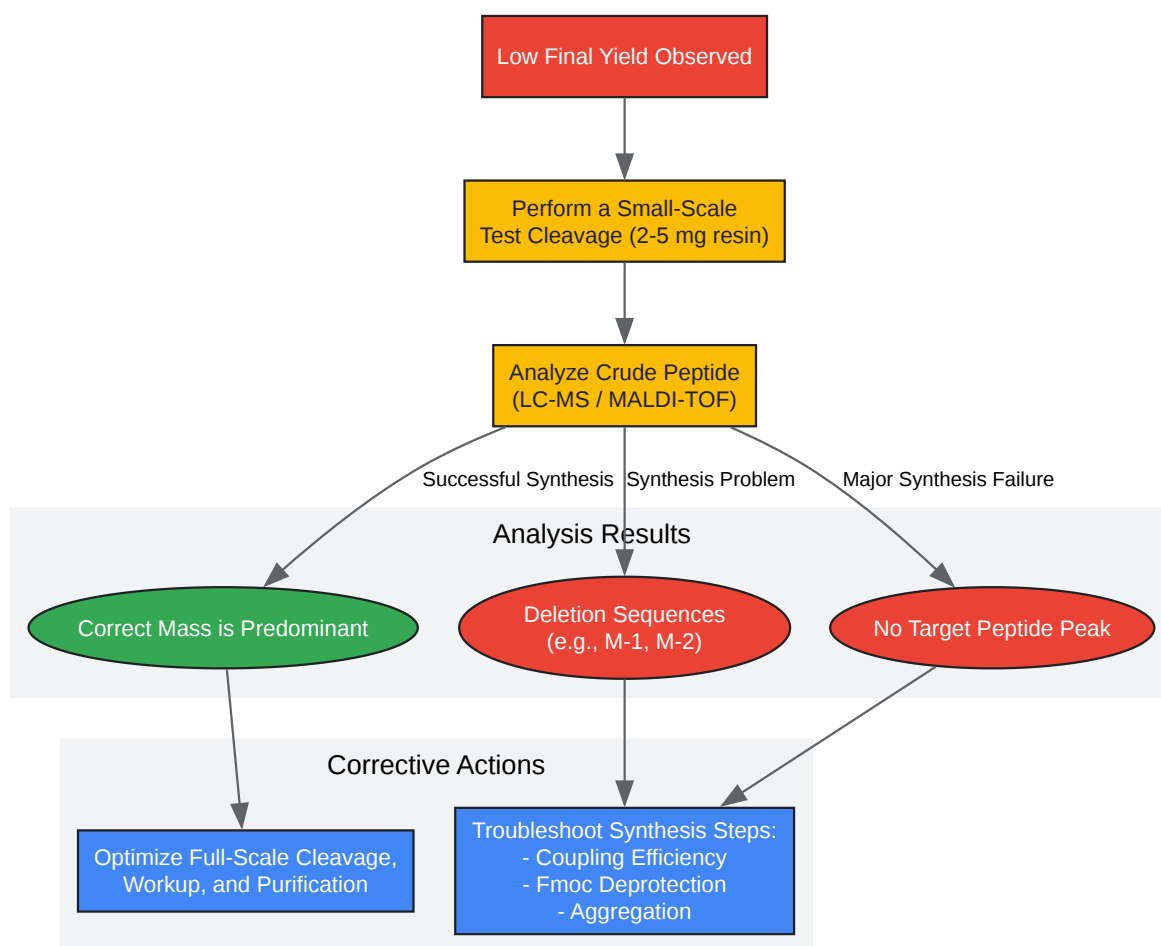 Low Final Yield Observed
Perform a Small-Scale
Test Cleavage (2-5 mg resin)
Analyze Crude Peptide
(LC-MS / MALDI-TOF)
Successful Synthesis
Synthesis Problem
Major Synthesis Failure
Analysis Results
Correct Mass is Predominant
Deletion Sequences
(e.g., M-1, M-2)
No Target Peptide Peak
Corrective Actions
Optimize Full-Scale Cleavage,
Workup, and Purification
Troubleshoot Synthesis Steps:
- Coupling Efficiency
- Fmoc Deprotection
- Aggregation